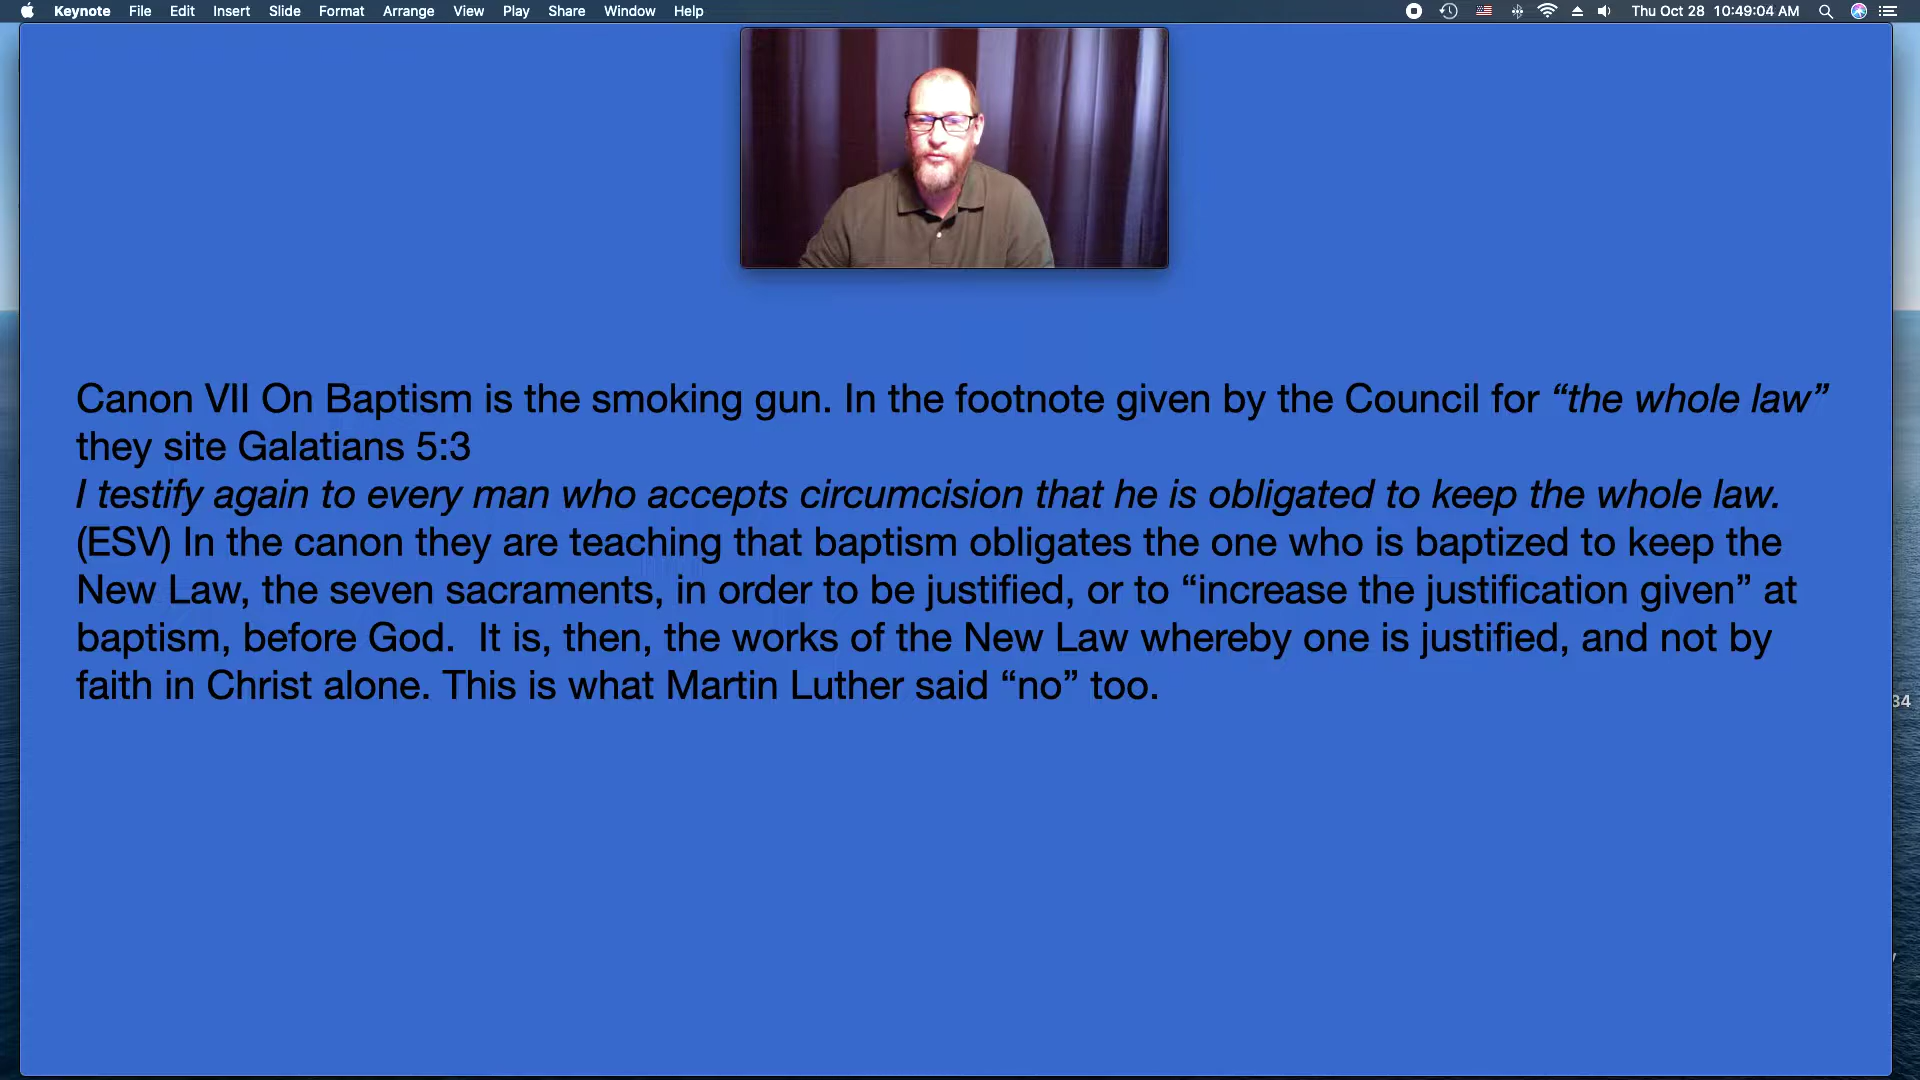 Keynote File Edit Insert Slide Format Arrange View Play Share Window Help Thu Oct 28 10:49:04 AM
Canon VII On Baptism is the smoking gun. In the footnote given by the Council for “the whole law”
they site Galatians 5:3
I testify again to every man who accepts circumcision that he is obligated to keep the whole law.
(ESV) In the canon they are teaching that baptism obligates the one who is baptized to keep the
New Law, the seven sacraments, in order to be justified, or to “increase the justification given” at
baptism, before God.  It is, then, the works of the New Law whereby one is justified, and not by
faith in Christ alone. This is what Martin Luther said “no” too.
34